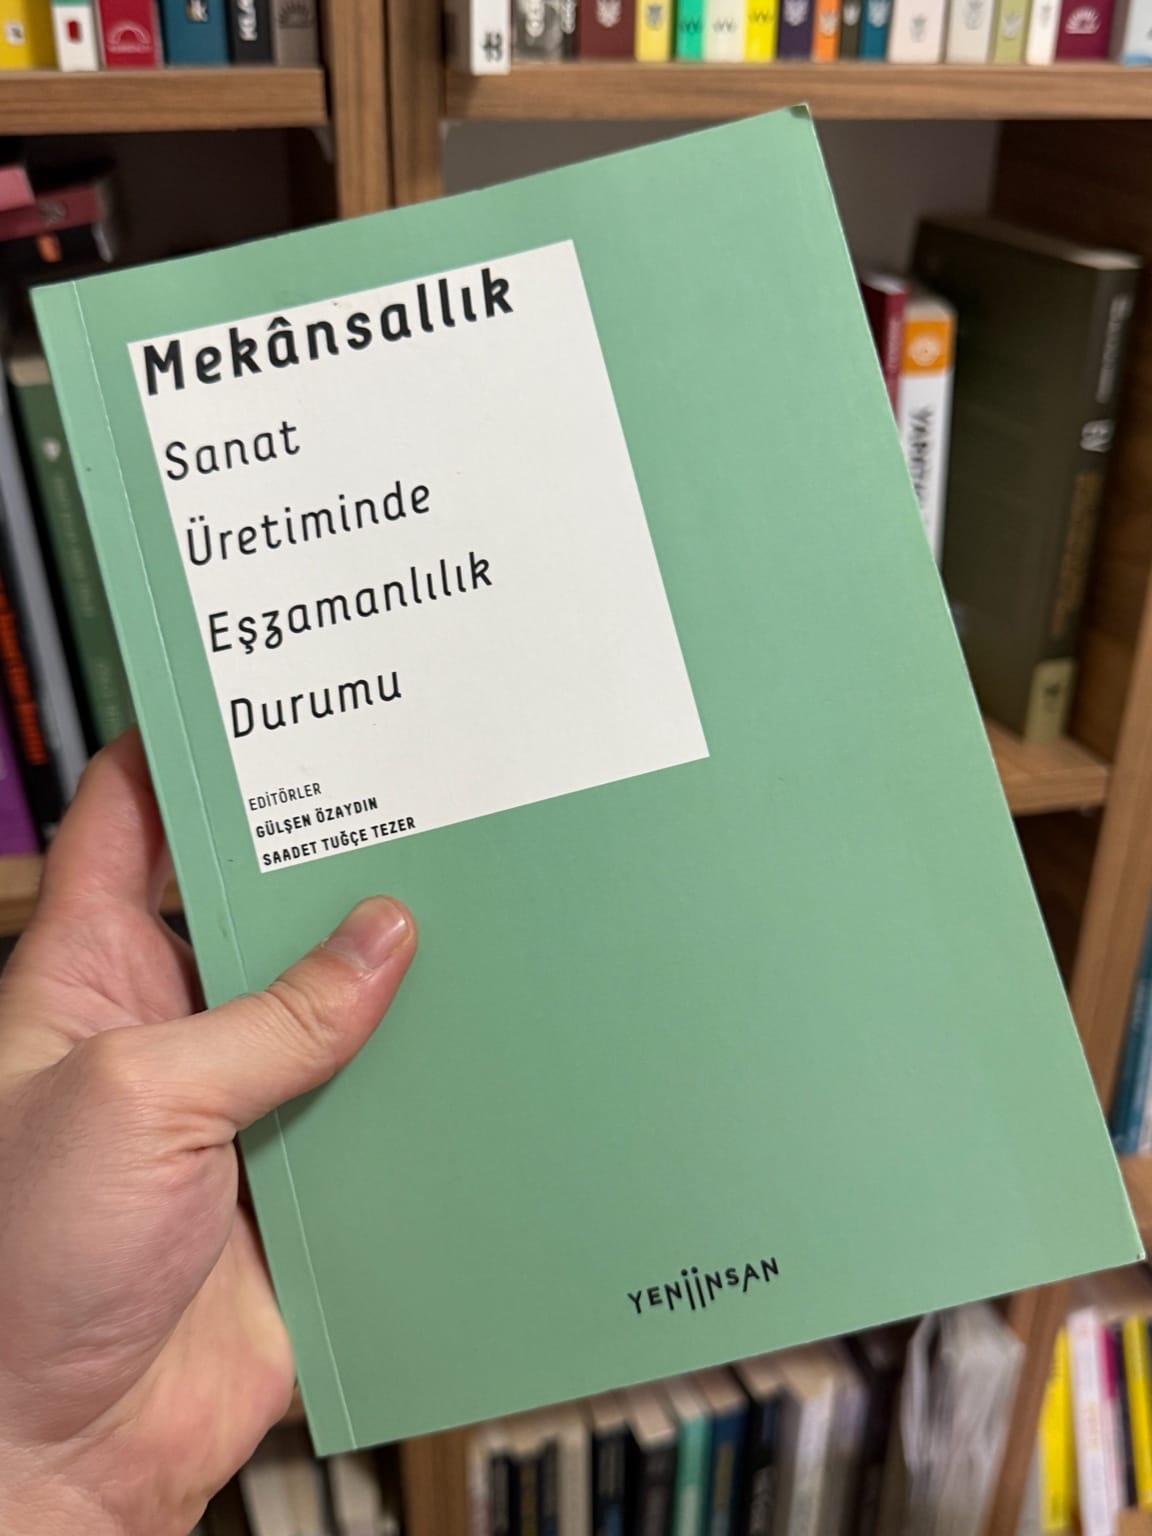 Mekânsallık
Sanat
Üretiminde
Eşzamanlılık
Durumu
EDİTÖRLER
GÜLŞEN ÖZAYDIN
SAADET TUĞÇE TEZER
YENİİNSAN